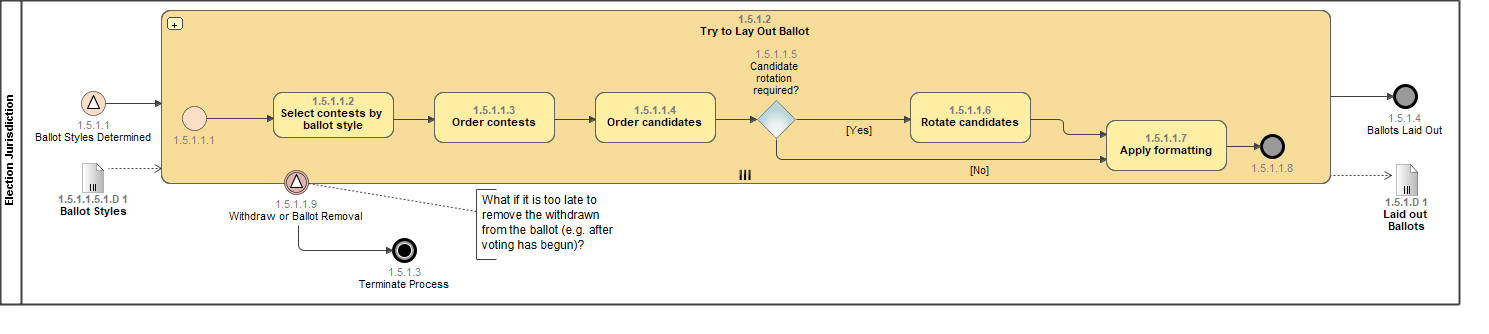 Election Jurisdiction
1.5.1.2
Try to Lay Out Ballot
1.5.1.1
Ballot Styles Determined
1.5.1.1.5.1.D 1
Ballot Styles
1.5.1.1.1
1.5.1.1.2
Select contests by
ballot style
1.5.1.1.3
Order contests
1.5.1.1.4
Order candidates
1.5.1.1.5
Candidate
rotation
required?
[Yes]
[No]
1.5.1.1.6
Rotate candidates
1.5.1.1.7
Apply formatting
1.5.1.1.8
1.5.1.4
Ballots Laid Out
1.5.1.D 1
Laid out
Ballots
1.5.1.1.9
Withdraw or Ballot Removal
What if it is too late to
remove the withdrawn
from the ballot (e.g. after
voting has begun)?
1.5.1.3
Terminate Process